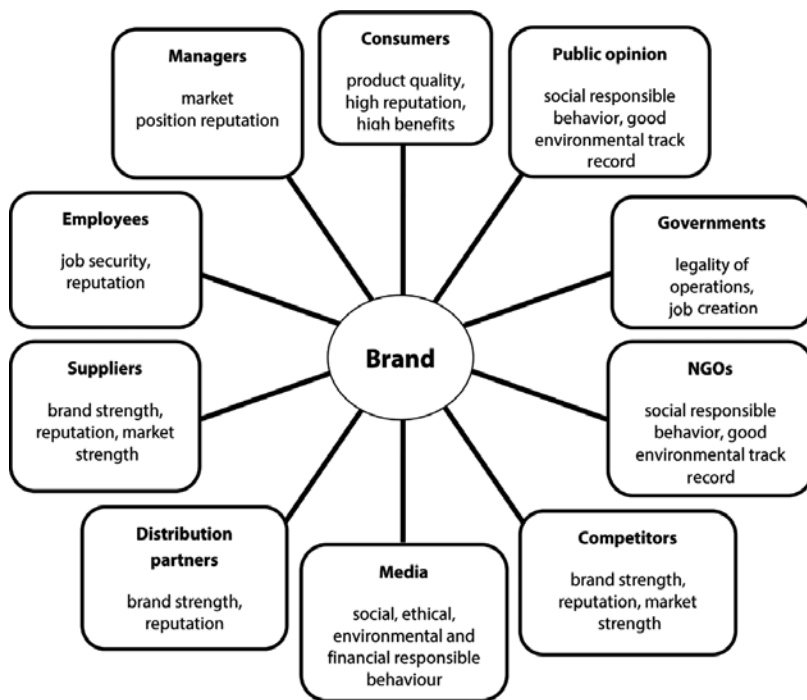 Managers
market
position reputation
Consumers
product quality,
high reputation,
high benefits
Public opinion
social responsible
behavior, good
environmental track
record
Employees
job security,
reputation
Governments
legality of
operations,
job creation
Brand
Suppliers
brand strength,
reputation, market
strength
NGOs
social responsible
behavior, good
environmental track
record
Distribution
partners
brand strength,
reputation
Media
social, ethical,
environmental and
financial responsible
behaviour
Competitors
brand strength,
reputation, market
strength